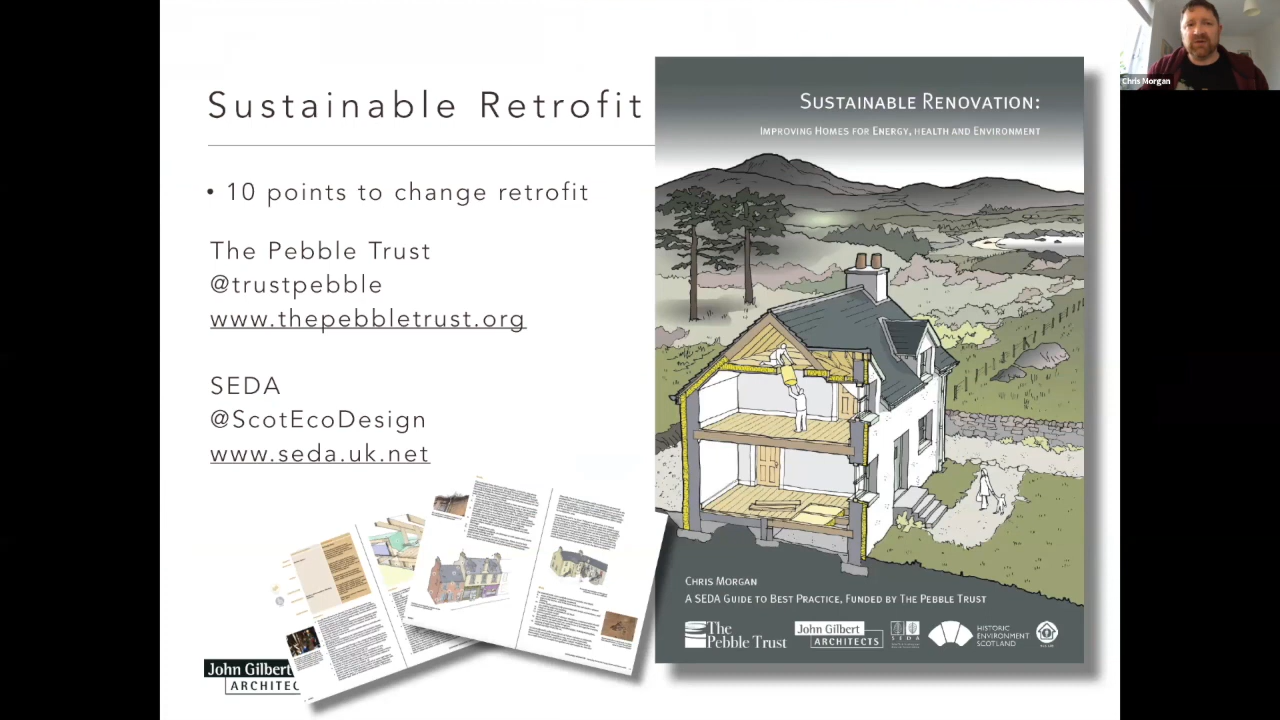 Sustainable Retrofit
• 10 points to change retrofit
The Pebble Trust
@trustpebble
www.thepebbletrust.org
SEDA
@ScotEcoDesign
www.seda.uk.net
John Gilbert
ARCHITEC
SUSTAINABLE RENOVATION:
IMPROVING HOMES FOR ENERGY, HEALTH AND ENVIRONMENT
CHRIS MORGAN
A SEDA GUIDE TO BEST PRACTICE, FUNDED BY THE PEBBLE TRUST
The
Pebble Trust
John Gilbert
ARCHITECTS
SEDA
HISTORIC
ENVIRONMENT
SCOTLAND
Chris Morgan